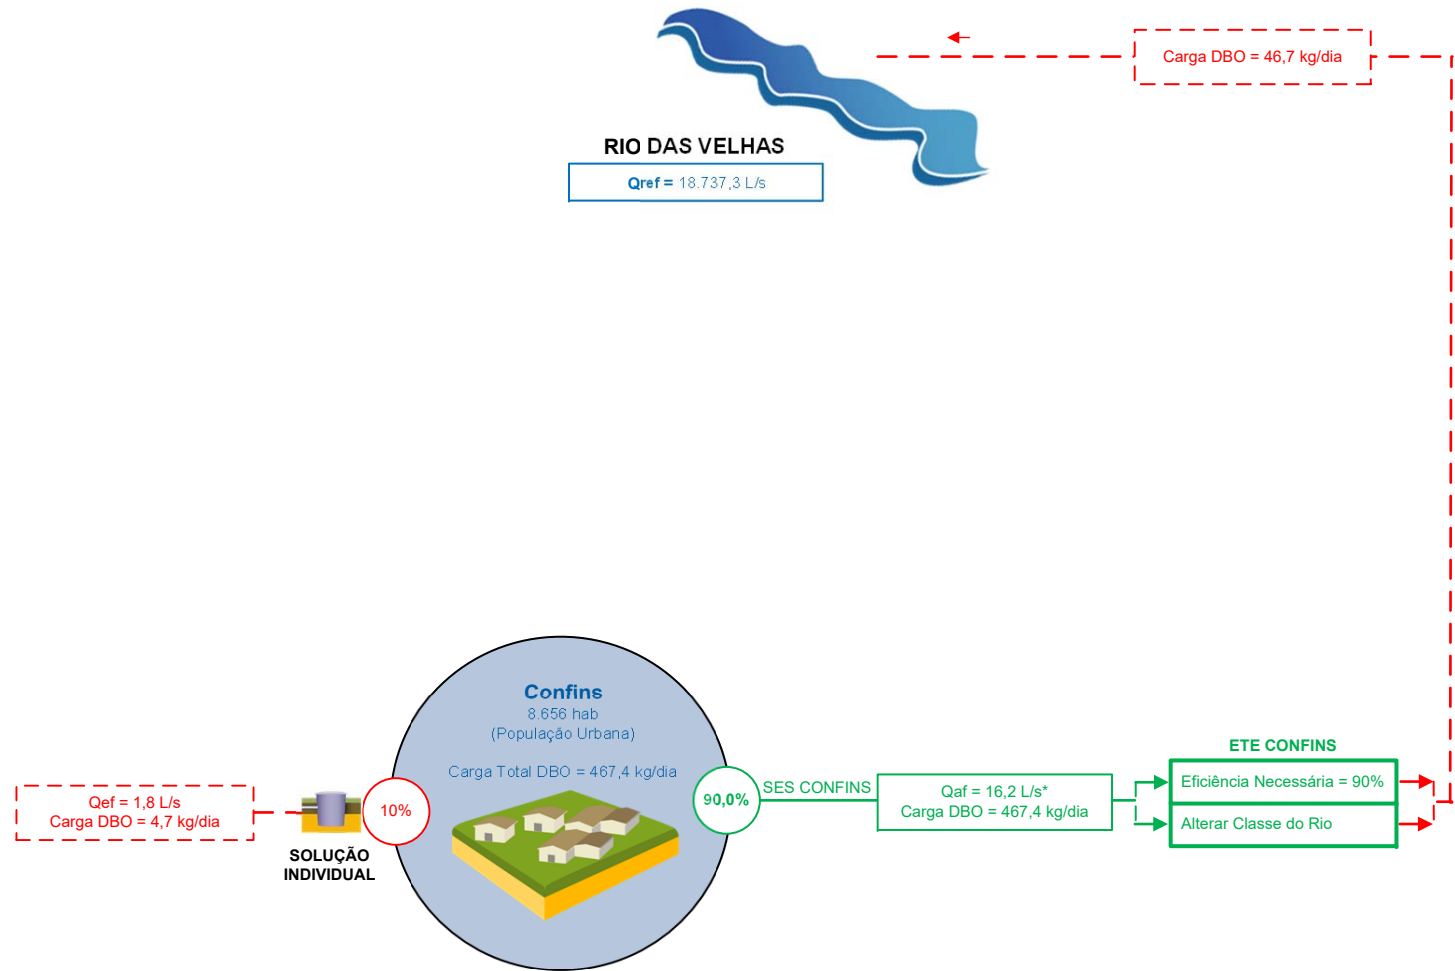 Carga DBO = 46,7 kg/dia
RIO DAS VELHAS
Qref = 18.737,3 L/s
Confins
8.656 hab
(População Urbana)
Carga Total DBO = 467,4 kg/dia
Qef = 1,8 L/s
Carga DBO = 4,7 kg/dia
SOLUÇÃO
INDIVIDUAL
10%
90,0%
SES CONFINS
Qaf = 16,2 L/s*
Carga DBO = 467,4 kg/dia
ETE CONFINS
Eficiência Necessária = 90%
Alterar Classe do Rio